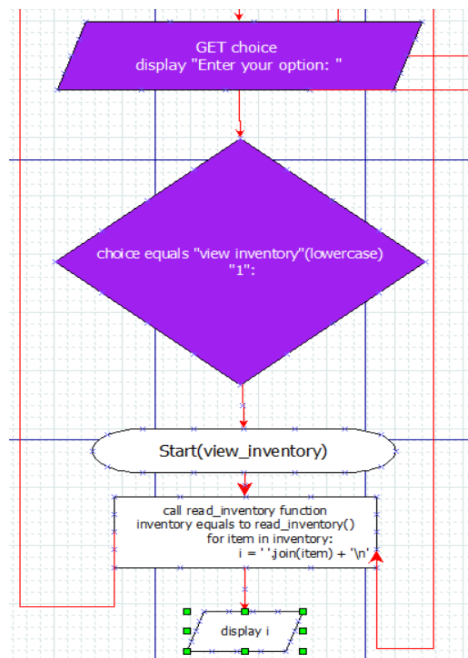 GET choice
display "Enter your option: "
choice equals "view inventory"(lowercase)
"1":
Start(view_inventory)
call read_inventory function
inventory equals to read_inventory()
for item in inventory:
i = ' '.join(item) + '\n'
display i